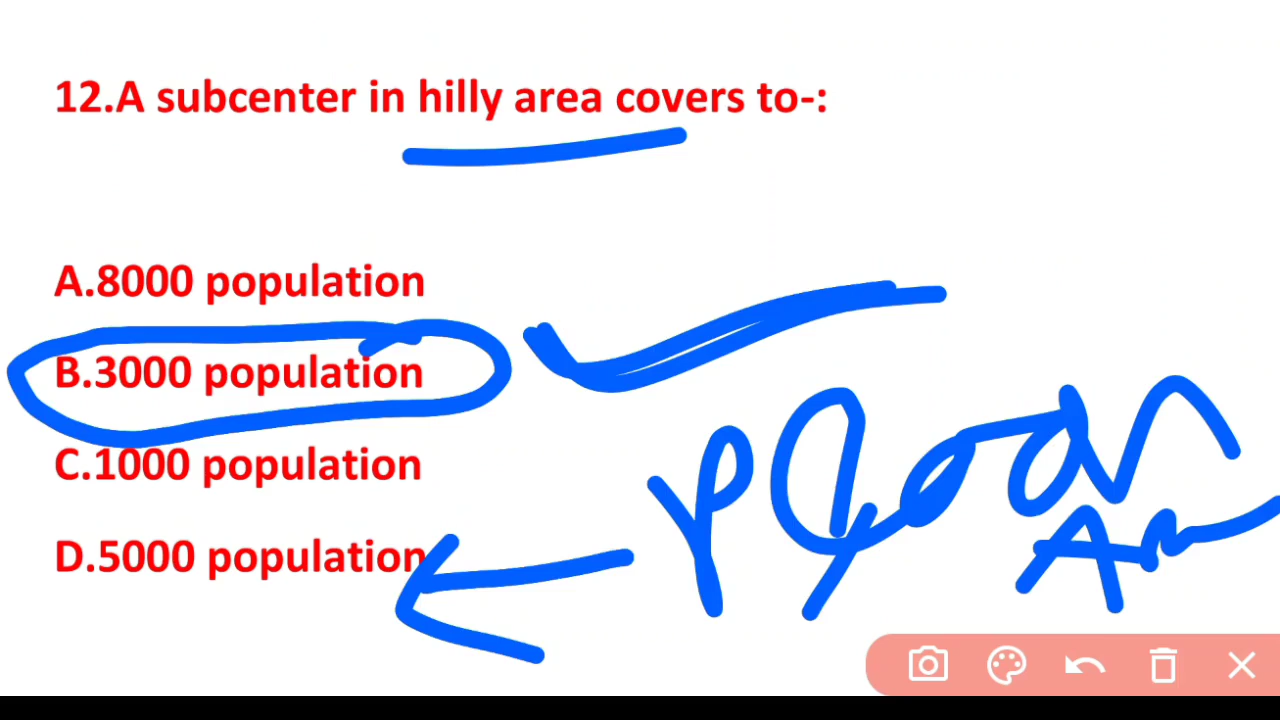 12.A subcenter in hilly area covers to-:
A.8000 population
B.3000 population
C.1000 population
D.5000 population